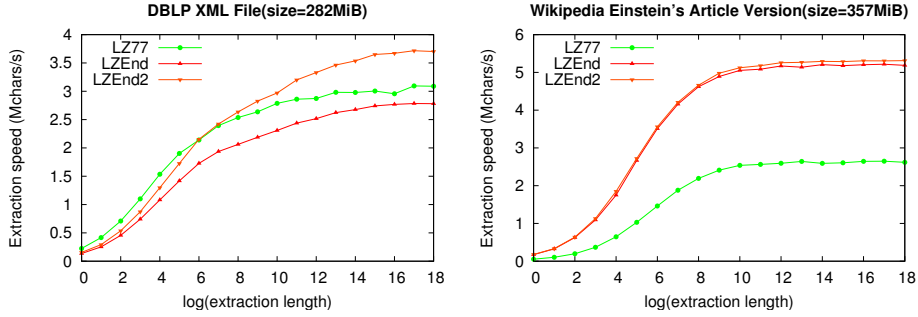 DBLP XML File(size=282MiB)
Extraction speed (Mchars/s)
4
3.5
3
2.5
2
1.5
1
0.5
0
LZ77
LZEnd
LZEnd2
0 2 4 6 8 10 12 14 16 18
log(extraction length)
Wikipedia Einstein's Article Version(size=357MiB)
Extraction speed (Mchars/s)
6
5
4
3
2
1
0
LZ77
LZEnd
LZEnd2
0 2 4 6 8 10 12 14 16 18
log(extraction length)